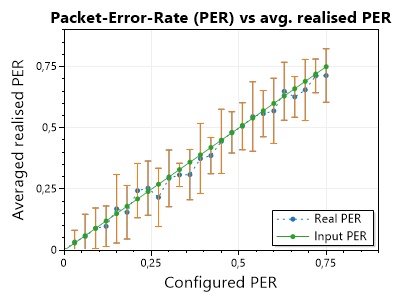 Packet-Error-Rate (PER) vs avg. realised PER
Averaged realised PER
0,75
0,5
0,25
0
0
0,25
0,5
0,75
Configured PER
Real PER
Input PER